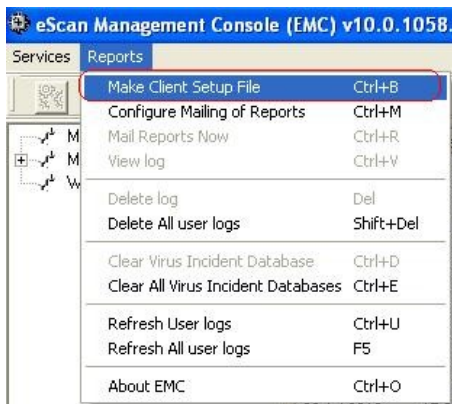 eScan Management Console (EMC) v10.0.1058.
Services Reports
Make Client Setup File Ctrl+B
Configure Mailing of Reports Ctrl+M
Mail Reports Now Ctrl+R
View log Ctrl+V
Delete log Del
Delete All user logs Shift+Del
Clear Virus Incident Database Ctrl+D
Clear All Virus Incident Databases Ctrl+E
Refresh User logs Ctrl+U
Refresh All user logs F5
About EMC Ctrl+O
M
M
W